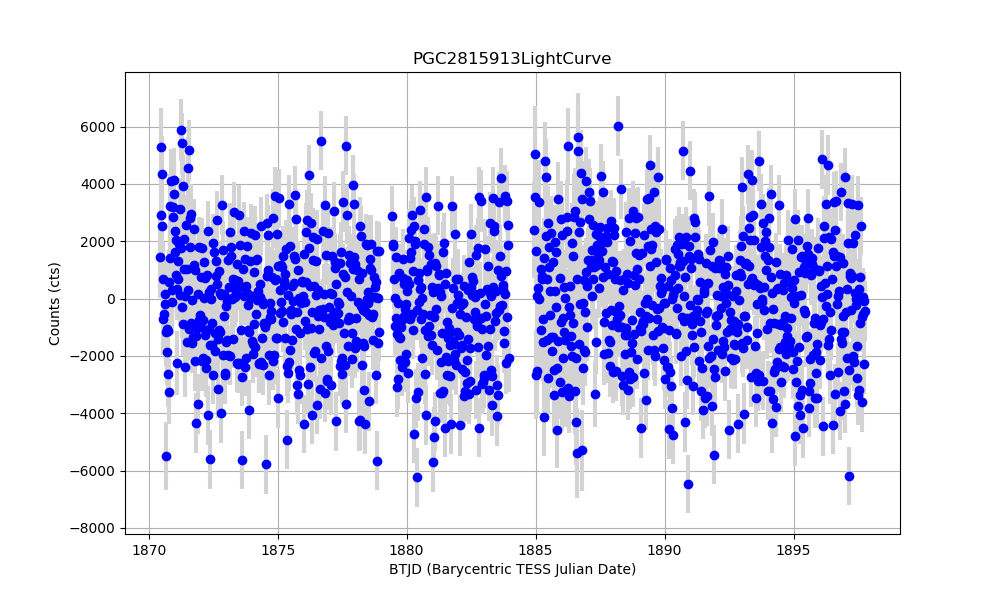 PGC2815913LightCurve
6000
4000
2000
0
−2000
−4000
−6000
−8000
Counts (cts)
1870 1875 1880 1885 1890 1895
BTJD (Barycentric TESS Julian Date)